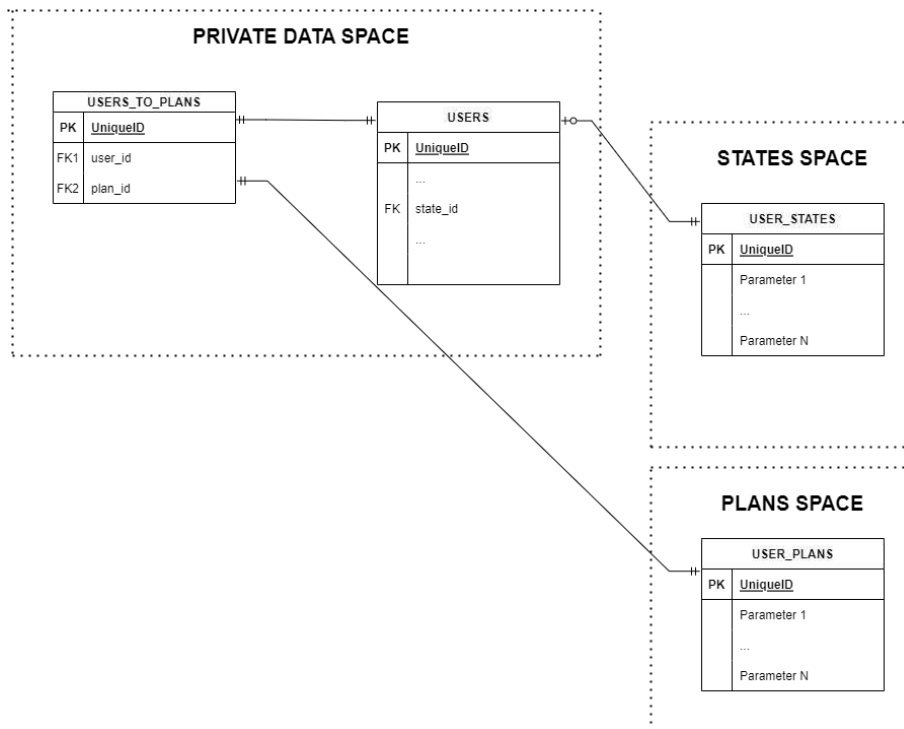 PRIVATE DATA SPACE
USERS_TO_PLANS
PK UniqueID
FK1 user_id
FK2 plan_id
USERS
PK UniqueID
...
FK state_id
...
STATES SPACE
USER_STATES
PK UniqueID
Parameter 1
...
Parameter N
PLANS SPACE
USER_PLANS
PK UniqueID
Parameter 1
...
Parameter N